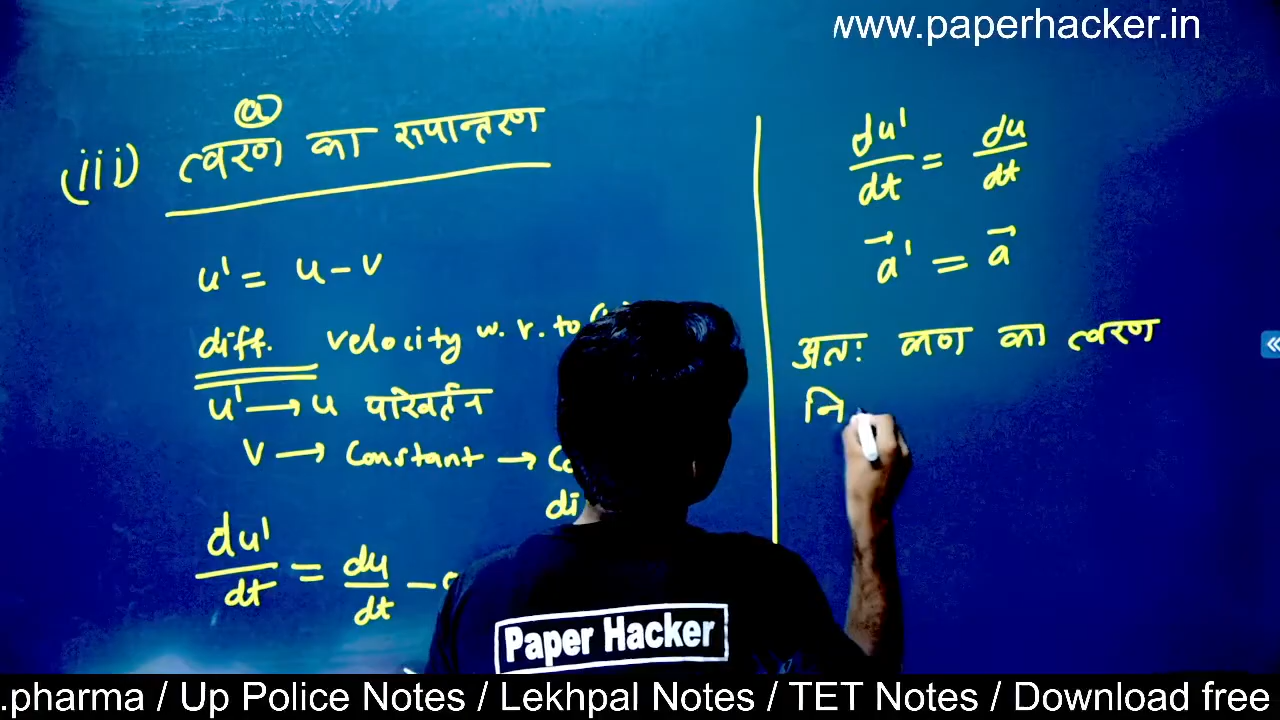 www.paperhacker.in
(a)
(iii) त्वरण का रूपान्तरण
u' = u - v
diff. velocity w. r. to
u' → u परिवर्तन
v → Constant →
du'/dt = du/dt -
du'/dt = du/dt
a⃗' = a⃗
अतः कण का त्वरण
नि
Paper Hacker
.pharma / Up Police Notes / Lekhpal Notes / TET Notes / Download free